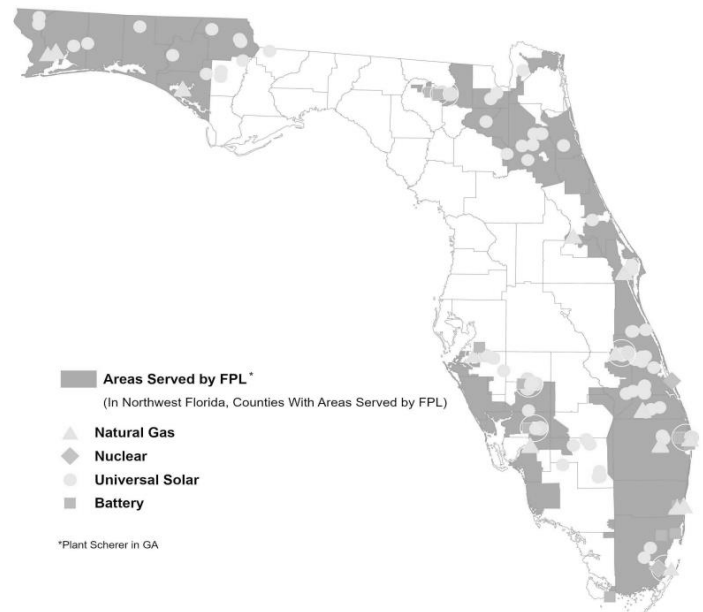 Areas Served by FPL*
(In Northwest Florida, Counties With Areas Served by FPL)
Natural Gas
Nuclear
Universal Solar
Battery
*Plant Scherer in GA